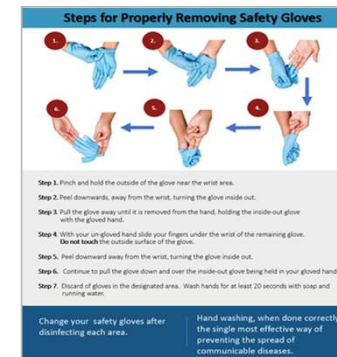 Steps for Properly Removing Safety Gloves
1.
2.
3.
6.
5.
4.
Step 1. Pinch and hold the outside of the glove near the wrist area.
Step 2. Peel downwards, away from the wrist, turning the glove inside out.
Step 3. Pull the glove away until it is removed from the hand, holding the inside-out glove
with the gloved hand.
Step 4. With your un-gloved hand slide your fingers under the wrist of the remaining glove.
Do not touch the outside surface of the glove.
Step 5. Peel downward away from the wrist, turning the glove inside out.
Step 6. Continue to pull the glove down and over the inside-out glove being held in your gloved hand
Step 7. Discard of gloves in the designated area. Wash hands for at least 20 seconds with soap and
running water.
Change your safety gloves after
disinfecting each area.
Hand washing, when done correctly
the single most effective way of
preventing the spread of
communicable diseases.